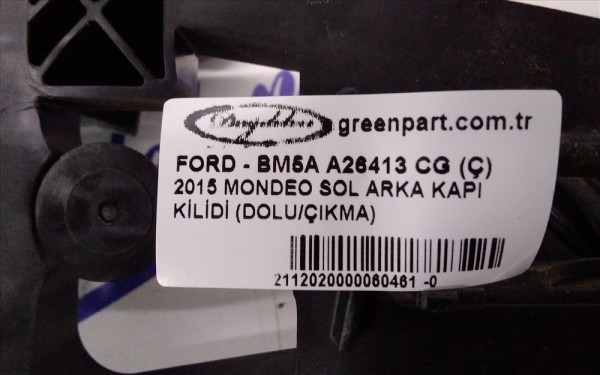 greenpart.com.tr
FORD - BM5A A26413 CG (Ç)
2015 MONDEO SOL ARKA KAPI
KİLİDİ (DOLU/ÇIKMA)
2112020000060461 -0